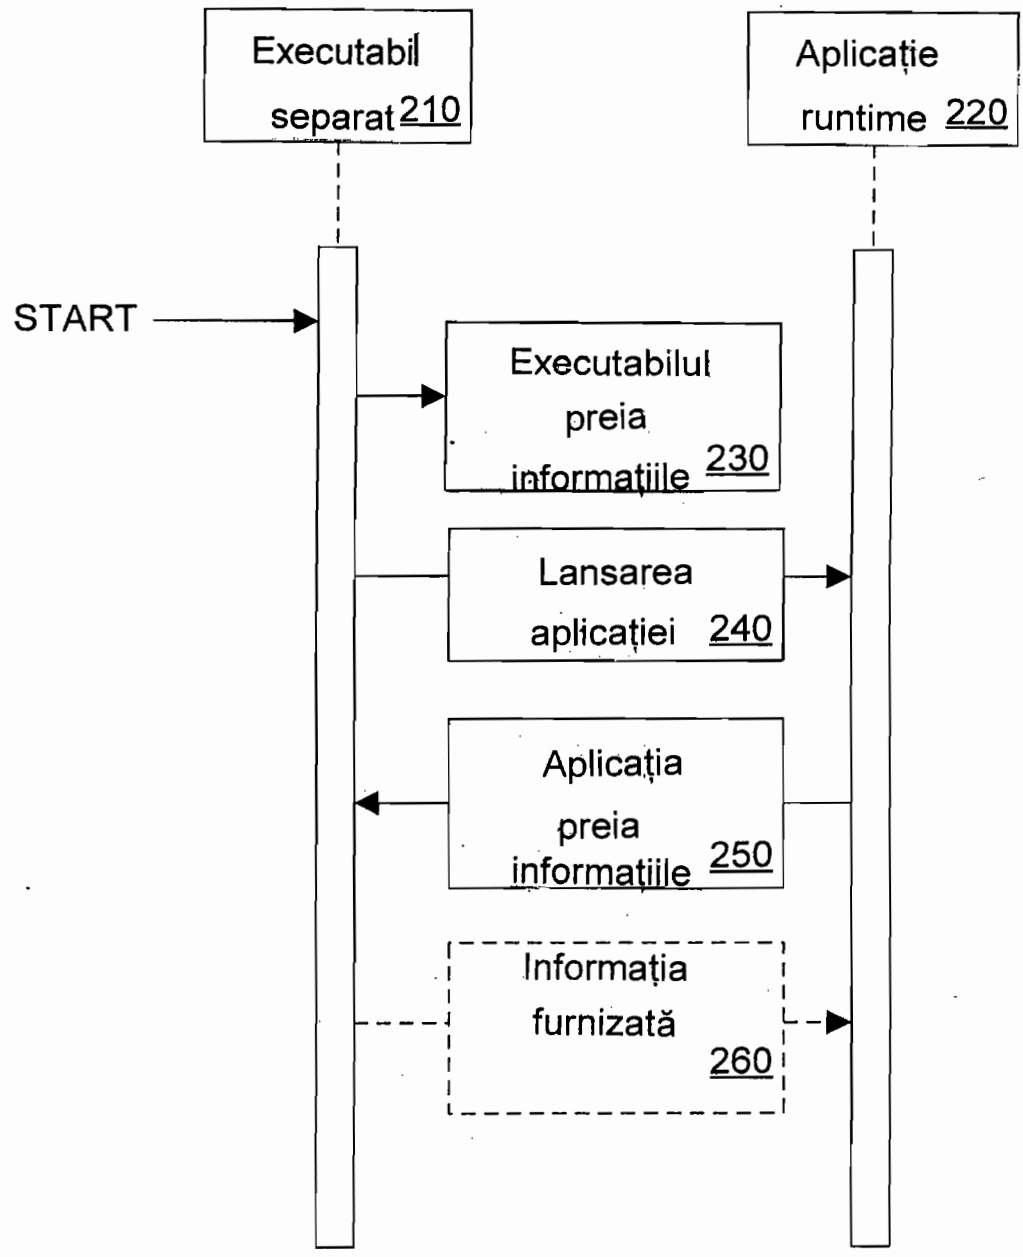 Executabil
separat 210
Aplicație
runtime 220
START
Executabilul
preia
informațiile 230
Lansarea
aplicației 240
Aplicația
preia
informațiile 250
Informația
furnizată
260